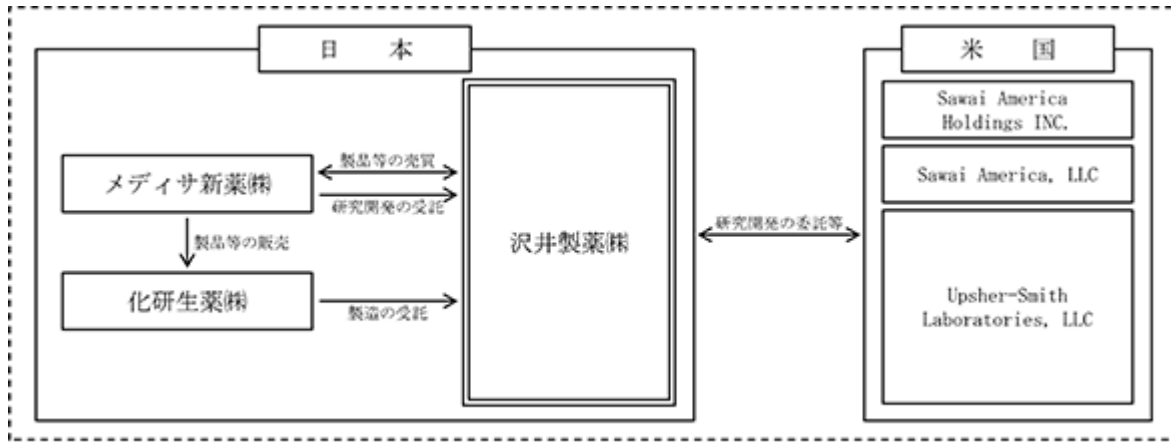 日 本
米 国
メディサ新薬㈱
製品等の売買
研究開発の受託
製品等の販売
化研生薬㈱
製造の受託
沢井製薬㈱
研究開発の委託等
Sawai America
Holdings INC.
Sawai America, LLC
Upsher-Smith
Laboratories, LLC